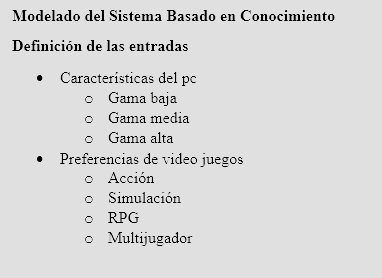 Modelado del Sistema Basado en Conocimiento
Definición de las entradas
• Características del pc
o Gama baja
o Gama media
o Gama alta
• Preferencias de video juegos
o Acción
o Simulación
o RPG
o Multijugador